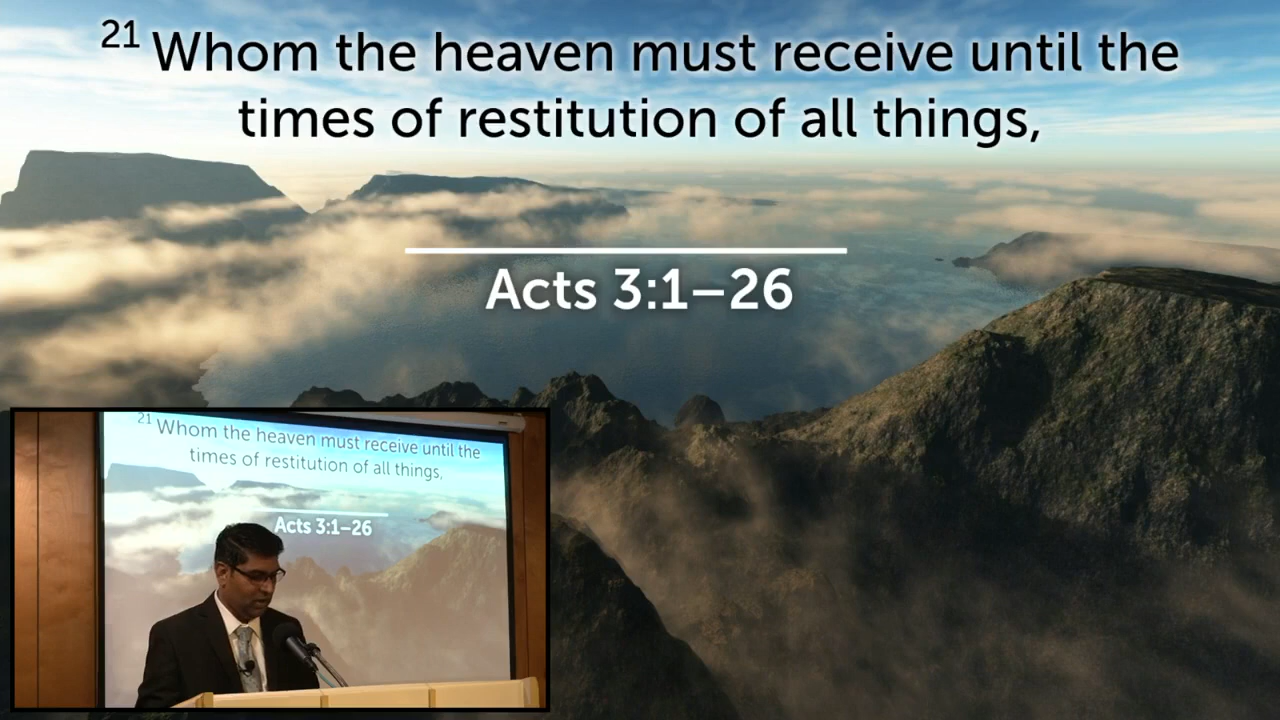 21 Whom the heaven must receive until the
times of restitution of all things,
Acts 3:1–26
21 Whom the heaven must receive until the
times of restitution of all things,
Acts 3:1–26